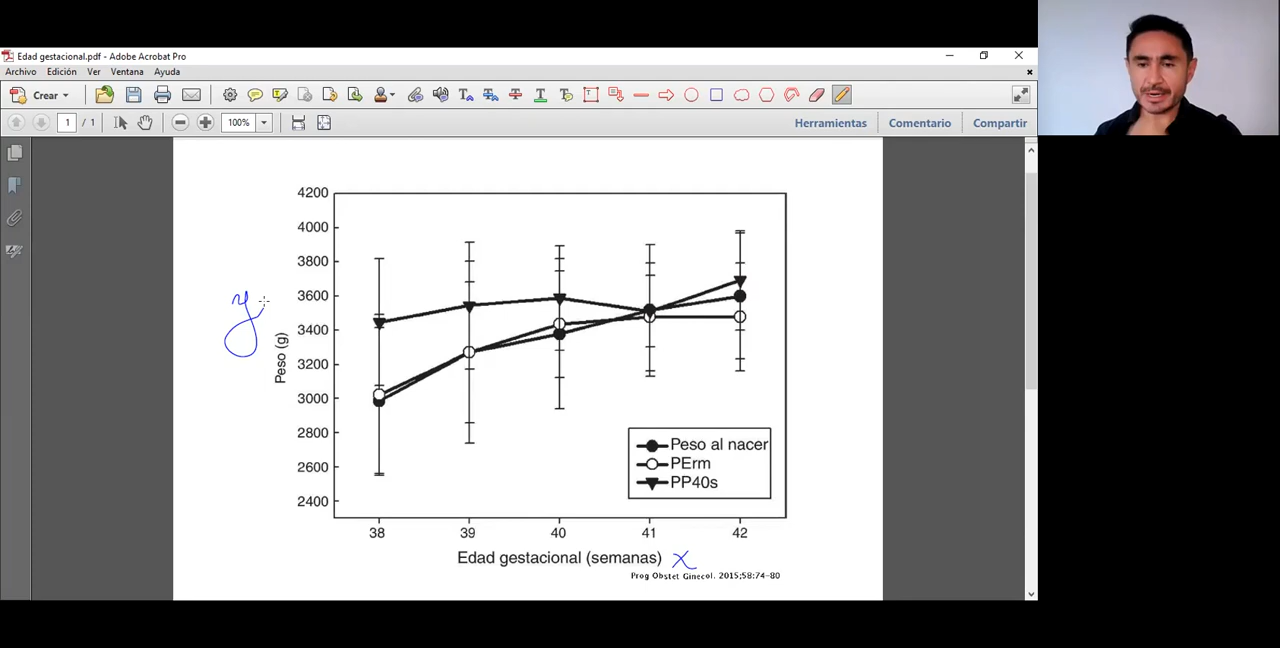 Edad gestacional.pdf - Adobe Acrobat Pro
Archivo Edición Ver Ventana Ayuda
Crear
1 / 1 100% Herramientas Comentario Compartir
4200
4000
3800
3600
3400
3200
3000
2800
2600
2400
Peso (g)
y
Peso al nacer
PErm
PP40s
38 39 40 41 42
Edad gestacional (semanas) x
Prog Obstet Ginecol. 2015;58:74-80